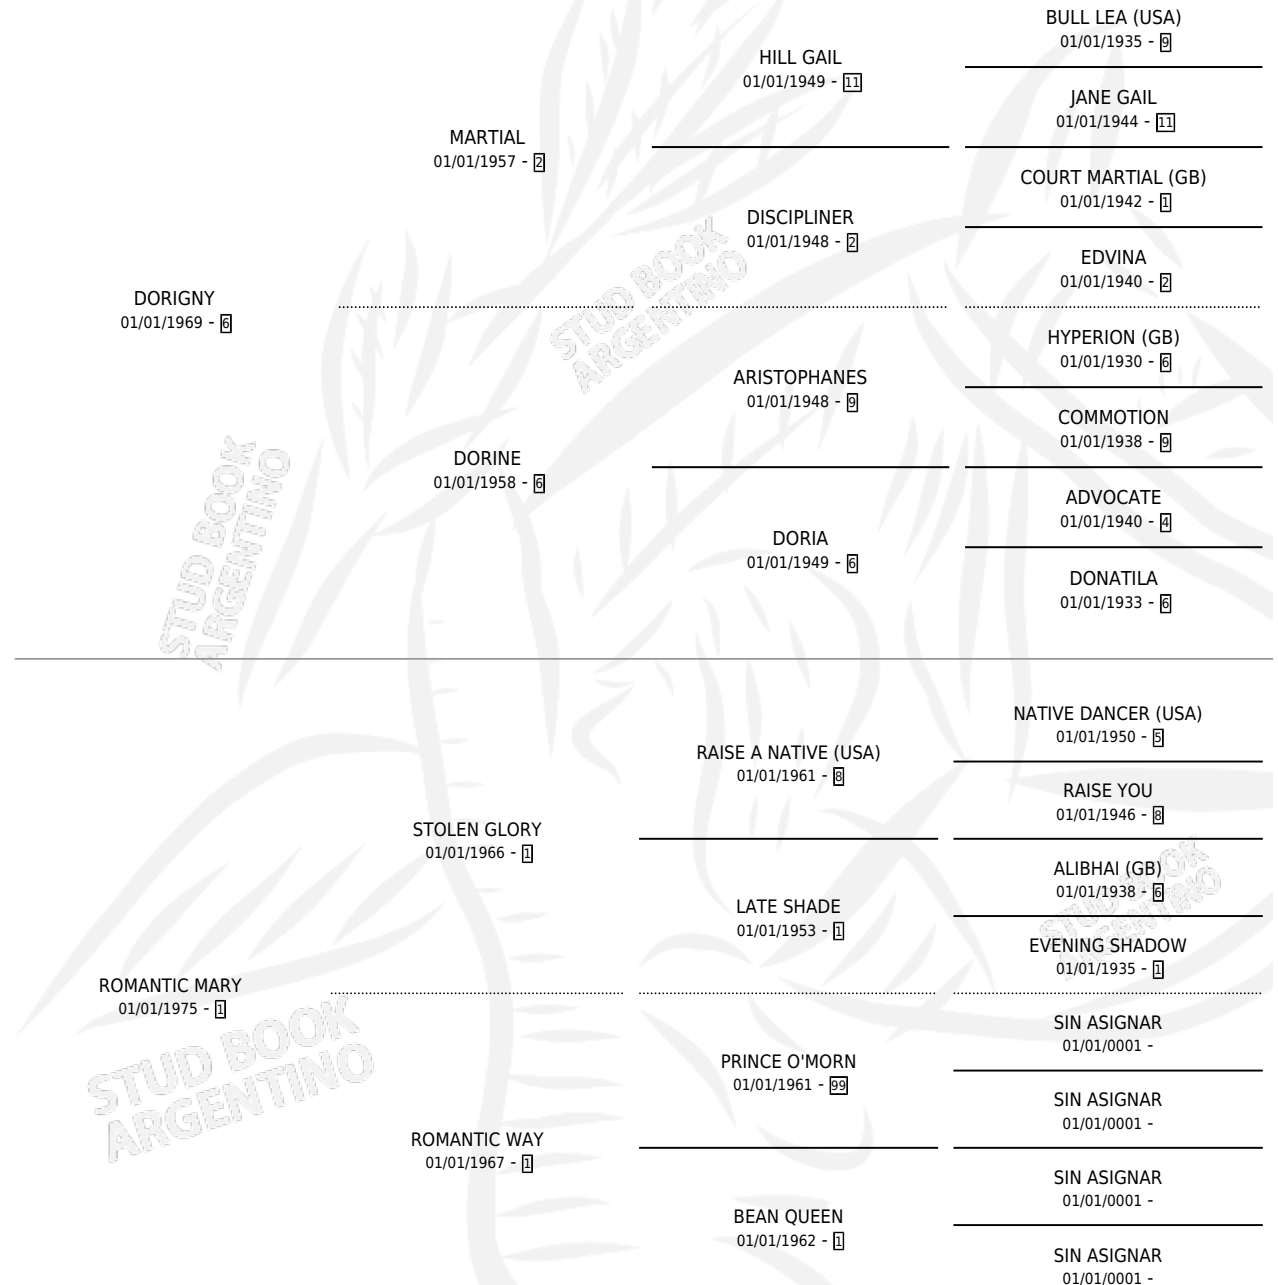 BULL LEA (USA)
01/01/1935 - 9
HILL GAIL
01/01/1949 - 11
JANE GAIL
01/01/1944 - 11
MARTIAL
01/01/1957 - 2
COURT MARTIAL (GB)
01/01/1942 - 1
DISCIPLINER
01/01/1948 - 2
EDVINA
01/01/1940 - 2
DORIGNY
01/01/1969 - 6
HYPERION (GB)
01/01/1930 - 6
ARISTOPHANES
01/01/1948 - 9
COMMOTION
01/01/1938 - 9
DORINE
01/01/1958 - 6
ADVOCATE
01/01/1940 - 4
DORIA
01/01/1949 - 6
DONATILA
01/01/1933 - 6
NATIVE DANCER (USA)
01/01/1950 - 5
RAISE A NATIVE (USA)
01/01/1961 - 8
RAISE YOU
01/01/1946 - 8
STOLEN GLORY
01/01/1966 - 1
ALIBHAI (GB)
01/01/1938 - 6
LATE SHADE
01/01/1953 - 1
EVENING SHADOW
01/01/1935 - 1
ROMANTIC MARY
01/01/1975 - 1
SIN ASIGNAR
01/01/0001 -
PRINCE O'MORN
01/01/1961 - 99
SIN ASIGNAR
01/01/0001 -
ROMANTIC WAY
01/01/1967 - 1
SIN ASIGNAR
01/01/0001 -
BEAN QUEEN
01/01/1962 - 1
SIN ASIGNAR
01/01/0001 -
STUD BOOK
ARGENTINO
STUD BOOK
ARGENTINO
STUD BOOK
ARGENTINO
STUD BOOK
ARGENTINO